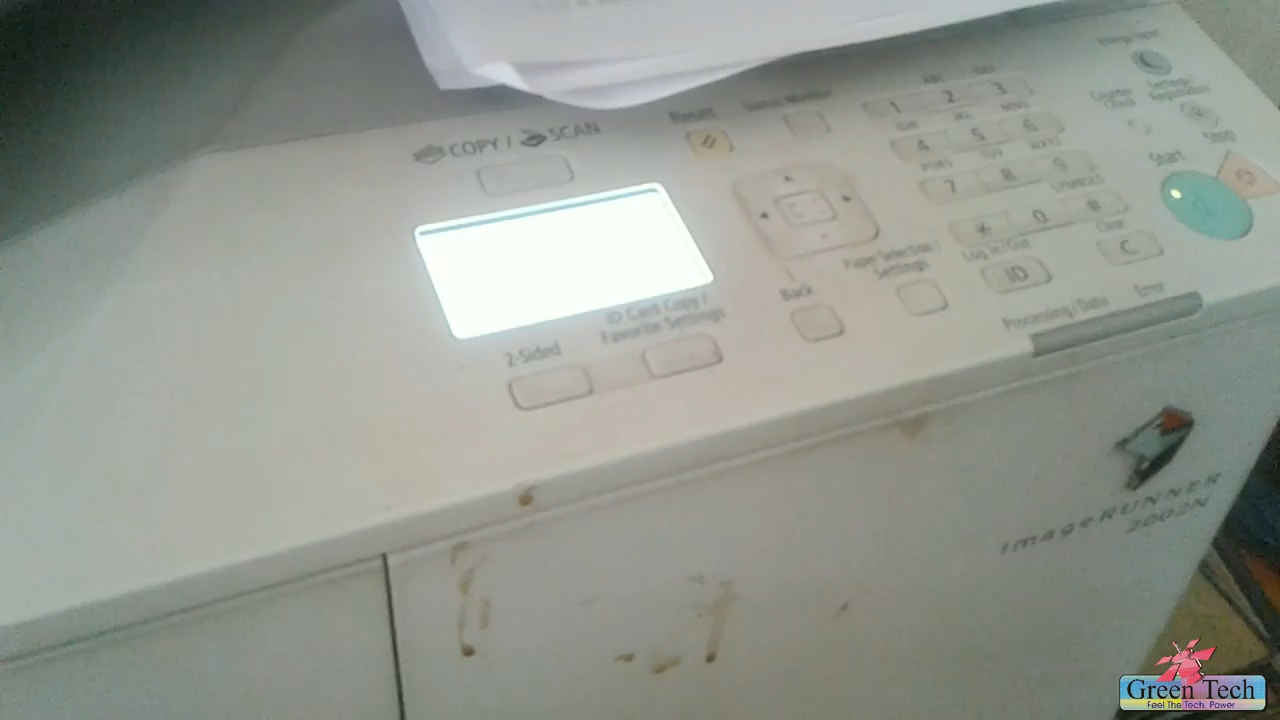 COPY / SCAN
Reset
Status Monitor
1 2 3
4 5 6
7 8 9
* 0 #
Start
Stop
Clear
C
Log In/Out
ID
Paper Selection /
Settings
Back
ID Card Copy /
Favorite Settings
2-Sided
Processing/Data
Error
imageRUNNER
2002N
Green Tech
Feel The Tech. Power